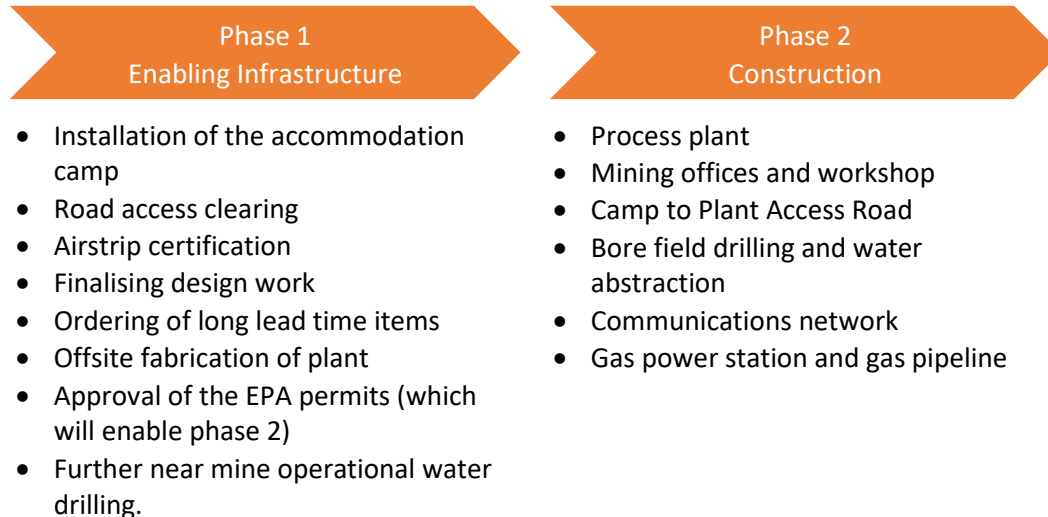 Phase 1
Enabling Infrastructure
• Installation of the accommodation
camp
• Road access clearing
• Airstrip certification
• Finalising design work
• Ordering of long lead time items
• Offsite fabrication of plant
• Approval of the EPA permits (which
will enable phase 2)
• Further near mine operational water
drilling.
Phase 2
Construction
• Process plant
• Mining offices and workshop
• Camp to Plant Access Road
• Bore field drilling and water
abstraction
• Communications network
• Gas power station and gas pipeline